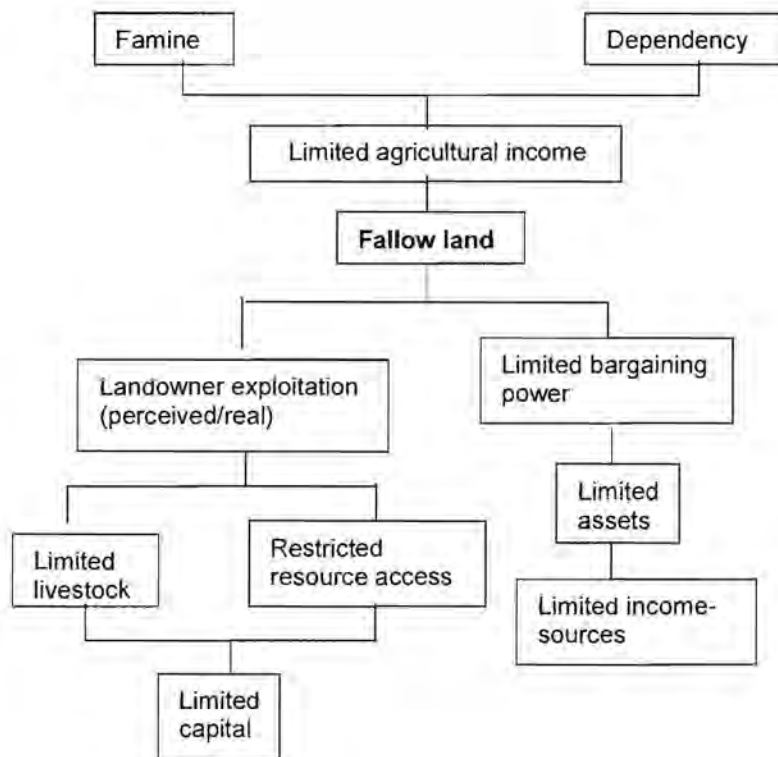 Famine
Dependency
Limited agricultural income
Fallow land
Landowner exploitation
(perceived/real)
Limited bargaining
power
Limited
assets
Limited
livestock
Restricted
resource access
Limited income-
sources
Limited
capital